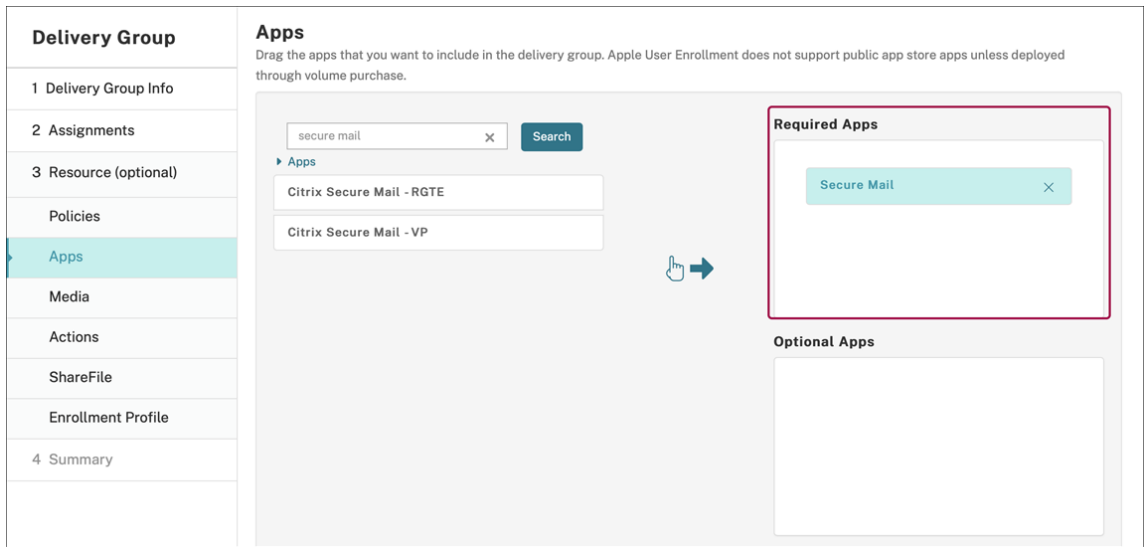 Delivery Group
1 Delivery Group Info
2 Assignments
3 Resource (optional)
Policies
Apps
Media
Actions
ShareFile
Enrollment Profile
4 Summary
Apps
Drag the apps that you want to include in the delivery group. Apple User Enrollment does not support public app store apps unless deployed
through volume purchase.
secure mail
Search
Apps
Citrix Secure Mail - RGTE
Citrix Secure Mail - VP
Required Apps
Secure Mail
Optional Apps